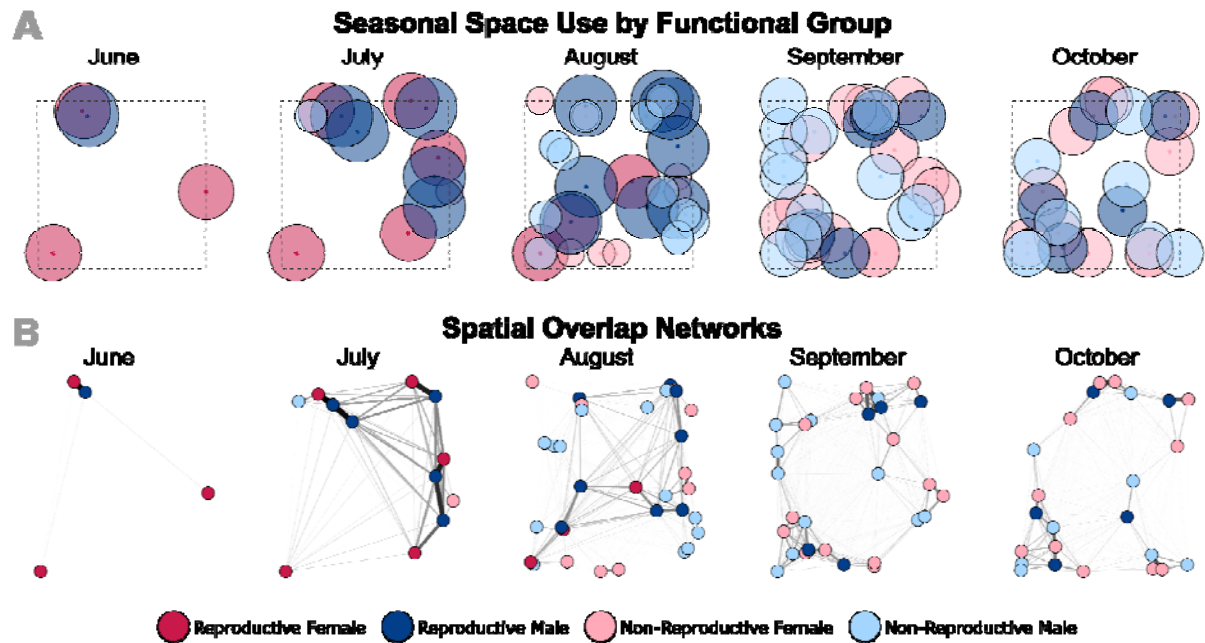 A
Seasonal Space Use by Functional Group
June July August September October
B
Spatial Overlap Networks
June July August September October
Reproductive Female Reproductive Male Non-Reproductive Female Non-Reproductive Male